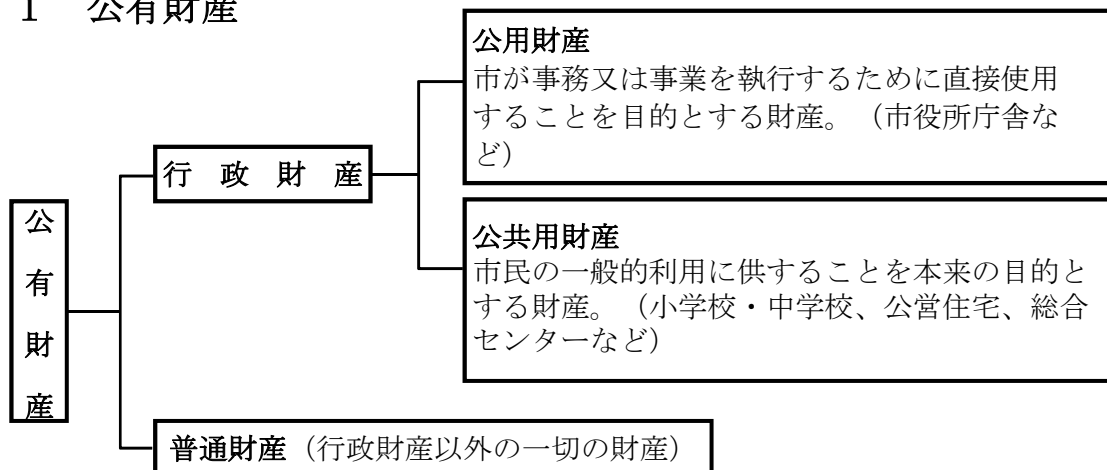 1 公有財産
公用財産
市が事務又は事業を執行するために直接使用
することを目的とする財産。（市役所庁舎な
ど）
行政財産
公有財産
公共用財産
市民の一般的利用に供することを本来の目的と
する財産。（小学校・中学校、公営住宅、総合
センターなど）
普通財産（行政財産以外の一切の財産）